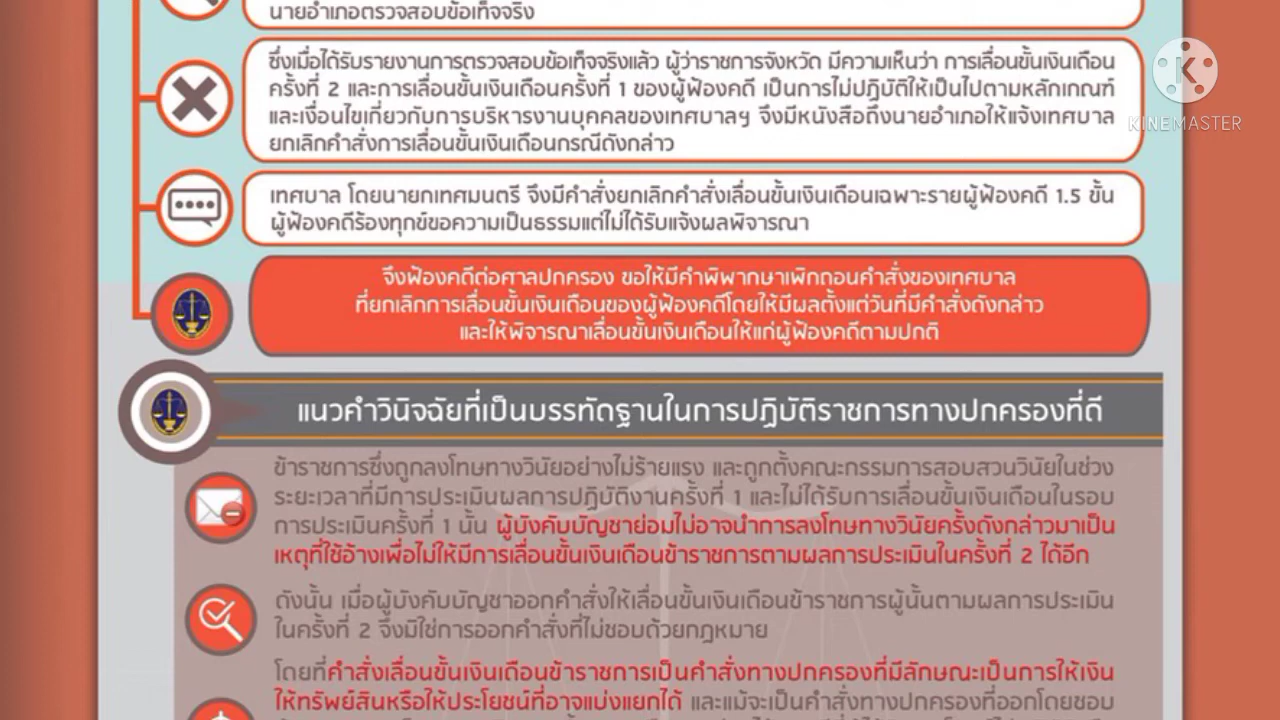 นายอำเภอตรวจสอบข้อเท็จจริง
ซึ่งเมื่อได้รับรายงานการตรวจสอบข้อเท็จจริงแล้ว ผู้ว่าราชการจังหวัด มีความเห็นว่า การเลื่อนขั้นเงินเดือน
ครั้งที่ 2 และการเลื่อนขั้นเงินเดือนครั้งที่ 1 ของผู้ฟ้องคดี เป็นการไม่ปฏิบัติให้เป็นไปตามหลักเกณฑ์
และเงื่อนไขเกี่ยวกับการบริหารงานบุคคลของเทศบาลฯ จึงมีหนังสือถึงนายอำเภอให้แจ้งเทศบาล
ยกเลิกคำสั่งการเลื่อนขั้นเงินเดือนกรณีดังกล่าว
KINEMASTER
เทศบาล โดยนายกเทศมนตรี จึงมีคำสั่งยกเลิกคำสั่งเลื่อนขั้นเงินเดือนเฉพาะรายผู้ฟ้องคดี 1.5 ขั้น
ผู้ฟ้องคดีร้องทุกข์ขอความเป็นธรรมแต่ไม่ได้รับแจ้งผลพิจารณา
จึงฟ้องคดีต่อศาลปกครอง ขอให้มีคำพิพากษาเพิกถอนคำสั่งของเทศบาล
ที่ยกเลิกการเลื่อนขั้นเงินเดือนของผู้ฟ้องคดีโดยให้มีผลตั้งแต่วันที่มีคำสั่งดังกล่าว
และให้พิจารณาเลื่อนขั้นเงินเดือนให้แก่ผู้ฟ้องคดีตามปกติ
แนวคำวินิจฉัยที่เป็นบรรทัดฐานในการปฏิบัติราชการทางปกครองที่ดี
ข้าราชการซึ่งถูกลงโทษทางวินัยอย่างไม่ร้ายแรง และถูกตั้งคณะกรรมการสอบสวนวินัยในช่วง
ระยะเวลาที่มีการประเมินผลการปฏิบัติงานครั้งที่ 1 และไม่ได้รับการเลื่อนขั้นเงินเดือนในรอบ
การประเมินครั้งที่ 1 นั้น ผู้บังคับบัญชาย่อมไม่อาจนำการลงโทษทางวินัยครั้งดังกล่าวมาเป็น
เหตุที่ใช้อ้างเพื่อไม่ให้มีการเลื่อนขั้นเงินเดือนข้าราชการตามผลการประเมินในครั้งที่ 2 ได้อีก
ดังนั้น เมื่อผู้บังคับบัญชาออกคำสั่งให้เลื่อนขั้นเงินเดือนข้าราชการผู้นั้นตามผลการประเมิน
ในครั้งที่ 2 จึงมิใช่การออกคำสั่งที่ไม่ชอบด้วยกฎหมาย
โดยที่คำสั่งเลื่อนขั้นเงินเดือนข้าราชการเป็นคำสั่งทางปกครองที่มีลักษณะเป็นการให้เงิน
ให้ทรัพย์สินหรือให้ประโยชน์ที่อาจแบ่งแยกได้ และแม้จะเป็นคำสั่งทางปกครองที่ออกโดยชอบ